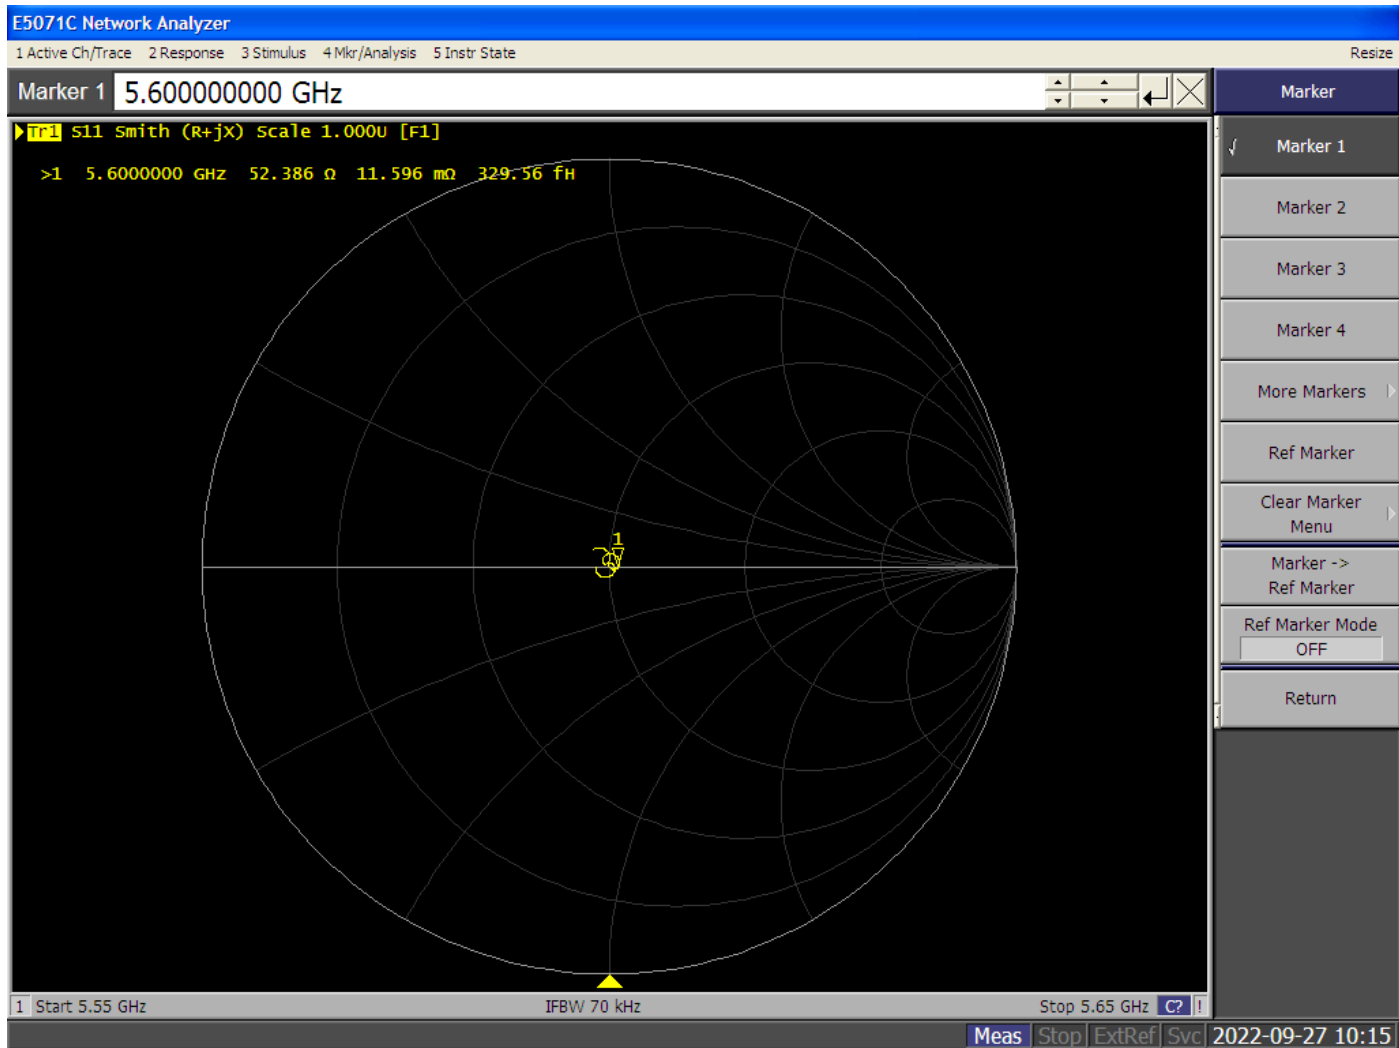 E5071C Network Analyzer
1 Active Ch/Trace 2 Response 3 Stimulus 4 Mkr/Analysis 5 Instr State Resize
Marker 1 5.600000000 GHz
Marker
Tr1 S11 Smith (R+jX) Scale 1.000U [F1]
>1 5.6000000 GHz 52.386 Ω 11.596 mΩ 329.56 fH
1
Marker 1
Marker 2
Marker 3
Marker 4
More Markers
Ref Marker
Clear Marker
Menu
Marker ->
Ref Marker
Ref Marker Mode
OFF
Return
1 Start 5.55 GHz IFBW 70 kHz Stop 5.65 GHz C? !
Meas Stop ExtRef Svc 2022-09-27 10:15